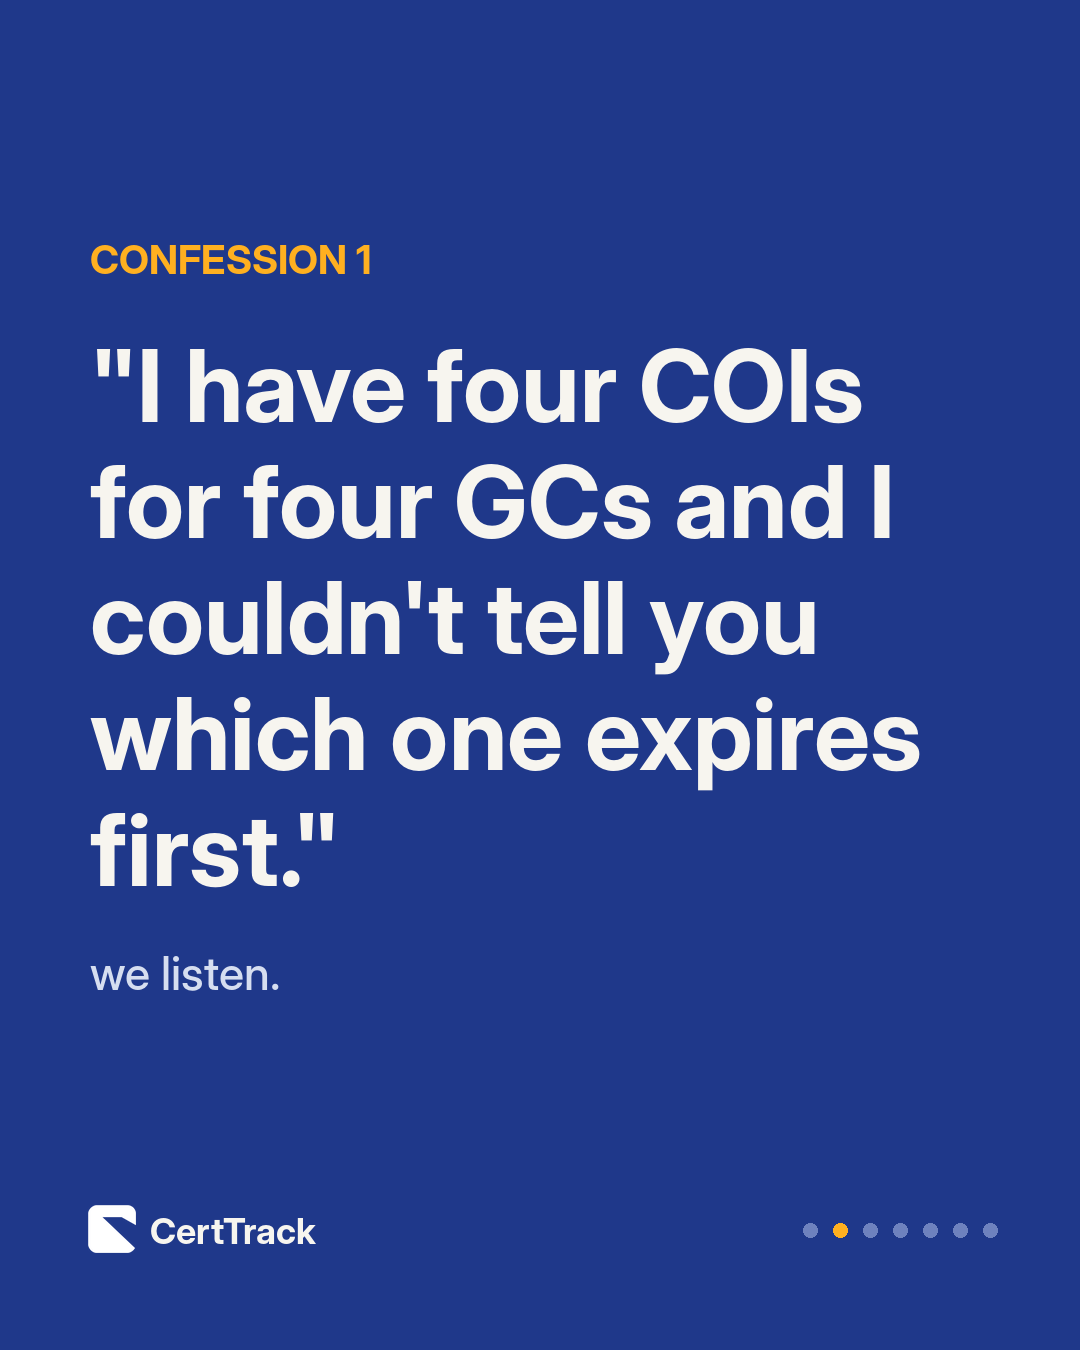 CONFESSION 1
"I have four COIs
for four GCs and I
couldn't tell you
which one expires
first."
we listen.
CertTrack